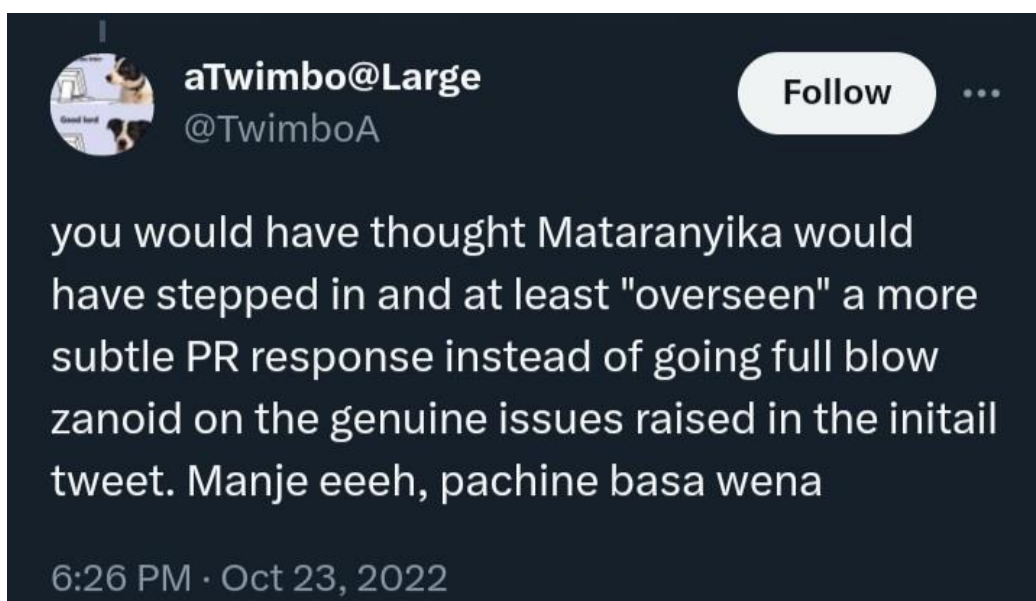 aTwimbo@Large
Follow
@TwimboA
Good lord
you would have thought Mataranyika would
have stepped in and at least "overseen" a more
subtle PR response instead of going full blow
zanoid on the genuine issues raised in the initail
tweet. Manje eeeh, pachine basa wena
6:26 PM · Oct 23, 2022